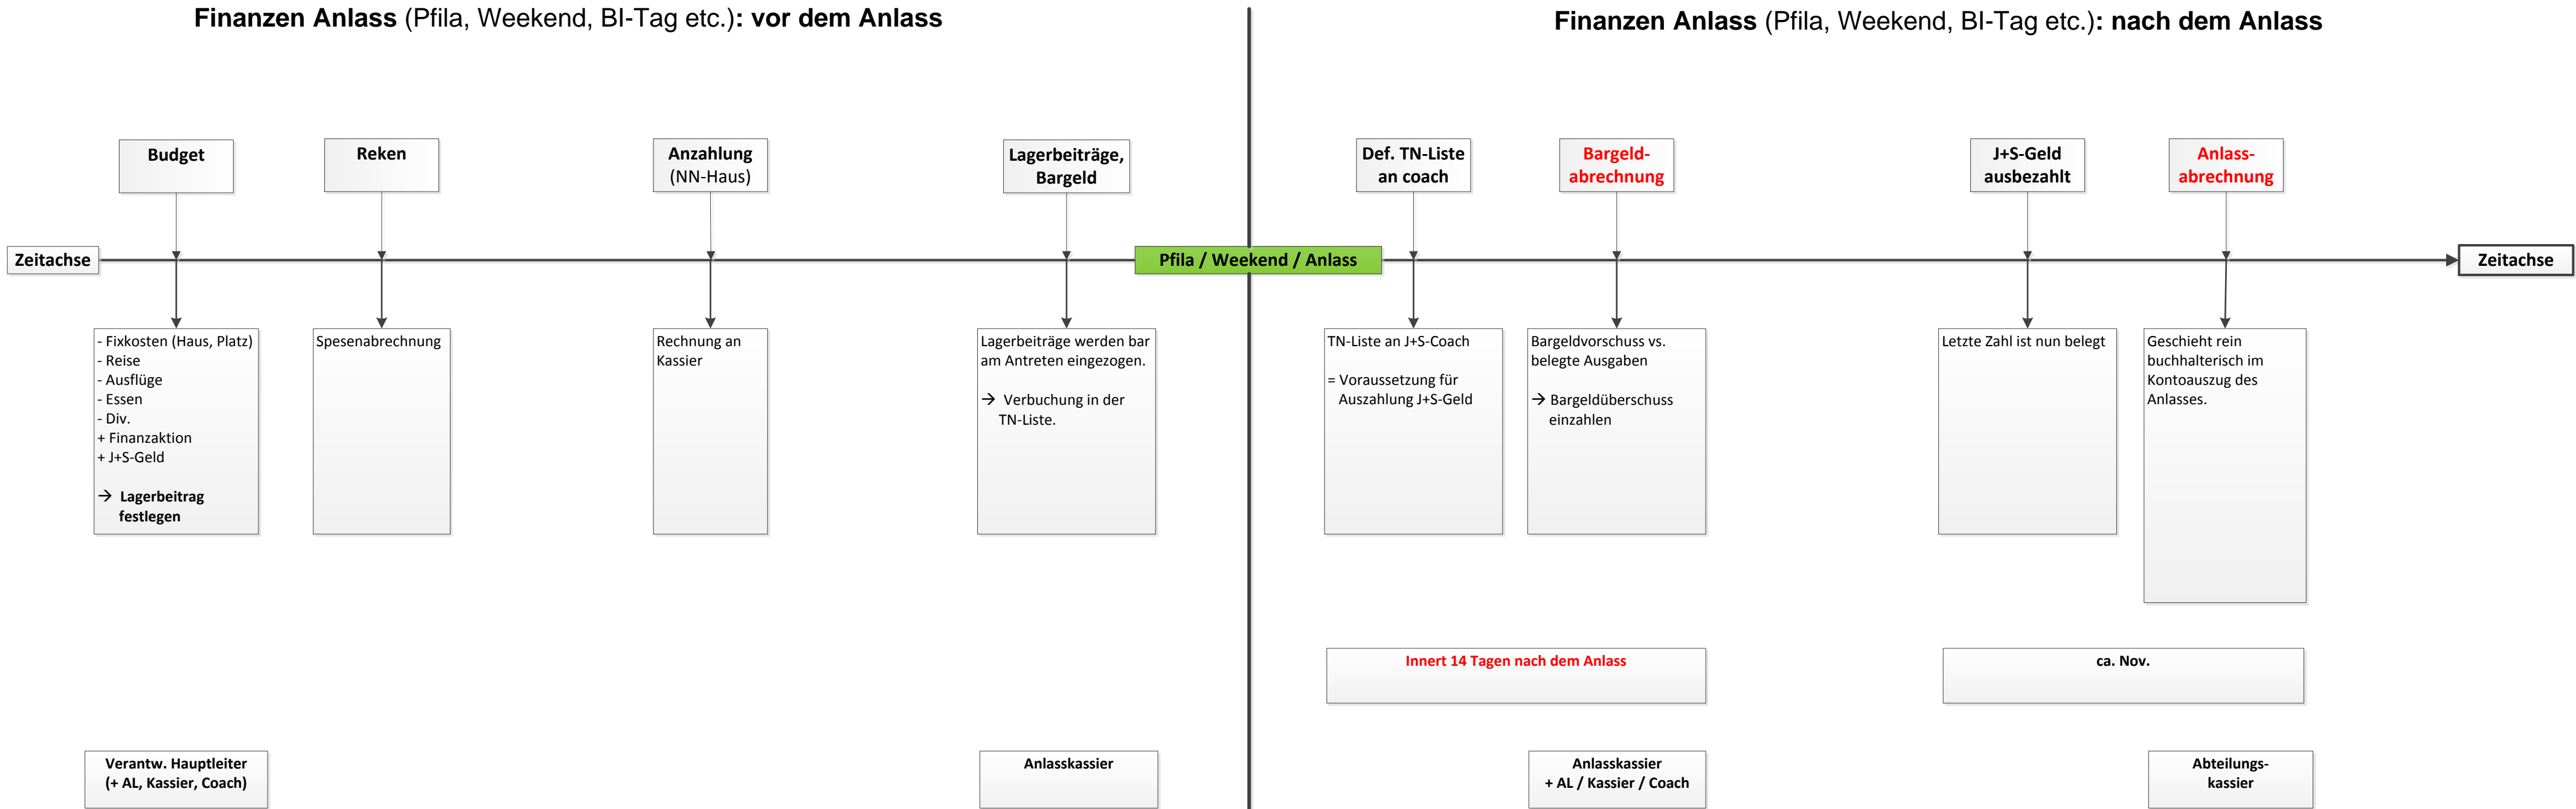 Finanzen Anlass (Pfila, Weekend, BI-Tag etc.): vor dem Anlass
Finanzen Anlass (Pfila, Weekend, BI-Tag etc.): nach dem Anlass
Budget
Reken
Anzahlung
(NN-Haus)
Lagerbeiträge,
Bargeld
Def. TN-Liste
an coach
Bargeld-
abrechnung
J+S-Geld
ausbezahlt
Anlass-
abrechnung
Zeitachse
Pfila / Weekend / Anlass
Zeitachse
- Fixkosten (Haus, Platz)
- Reise
- Ausflüge
- Essen
- Div.
+ Finanzaktion
+ J+S-Geld
→ Lagerbeitrag
festlegen
Spesenabrechnung
Rechnung an
Kassier
Lagerbeiträge werden bar
am Antreten eingezogen.
→ Verbuchung in der
TN-Liste.
TN-Liste an J+S-Coach
= Voraussetzung für
Auszahlung J+S-Geld
Bargeldvorschuss vs.
belegte Ausgaben
→ Bargeldüberschuss
einzahlen
Letzte Zahl ist nun belegt
Geschieht rein
buchhalterisch im
Kontoauszug des
Anlasses.
Innert 14 Tagen nach dem Anlass
ca. Nov.
Verantw. Hauptleiter
(+ AL, Kassier, Coach)
Anlasskassier
Anlasskassier
+ AL / Kassier / Coach
Abteilungs-
kassier